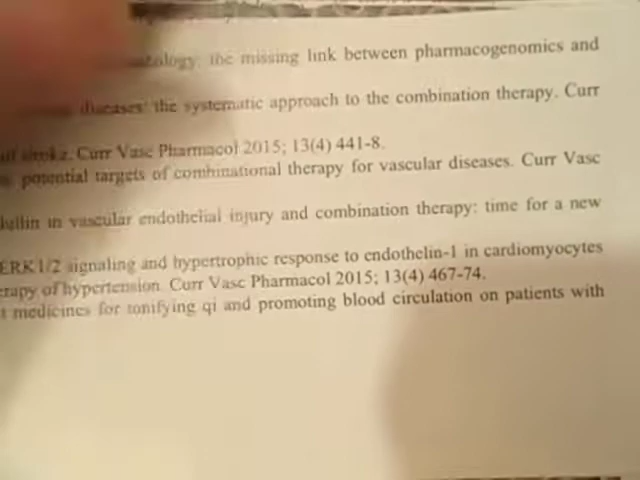 the missing link between pharmacogenomics and
diseases: the systematic approach to the combination therapy. Curr
Curr Vasc Pharmacol 2015; 13(4) 441-8.
potential targets of combinational therapy for vascular diseases. Curr Vasc
in vascular endothelial injury and combination therapy: time for a new
ERK1/2 signaling and hypertrophic response to endothelin-1 in cardiomyocytes
of hypertension. Curr Vasc Pharmacol 2015; 13(4) 467-74.
medicines for tonifying qi and promoting blood circulation on patients with